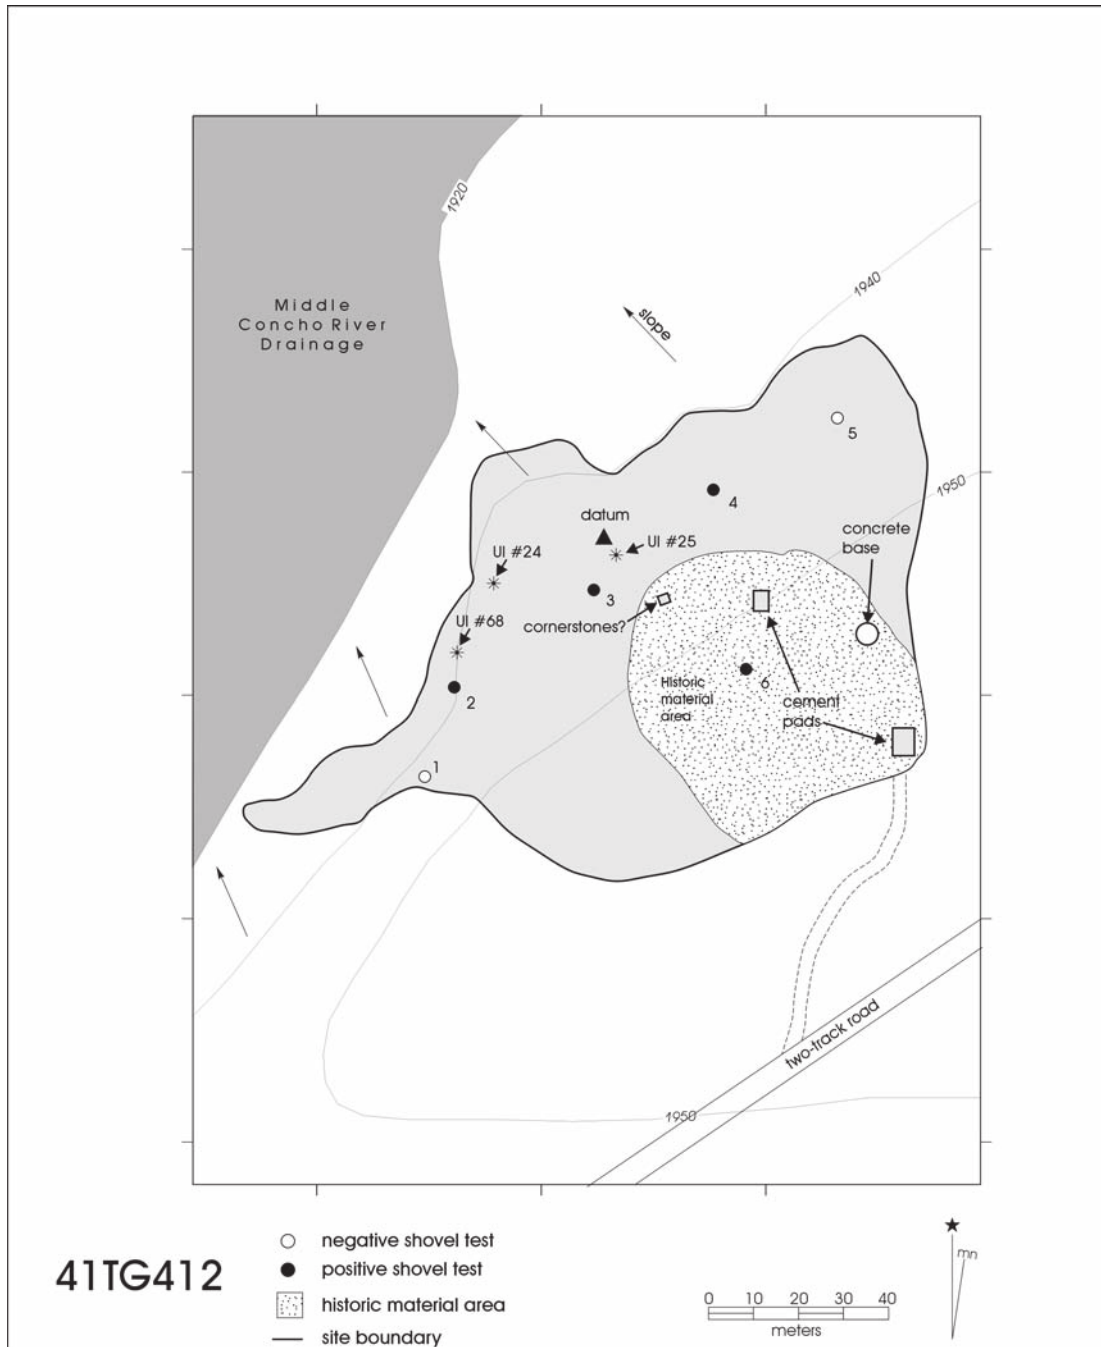 1920
Middle
Concho River
Drainage
1940
slope
5
1950
4
datum
concrete
base
UI #25
UI #24
3
cornerstones?
UI #68
6
Historic
material
area
2
cement
pads
1
two-track road
1950
41TG412
negative shovel test
positive shovel test
historic material area
site boundary
0 10 20 30 40
meters
mn